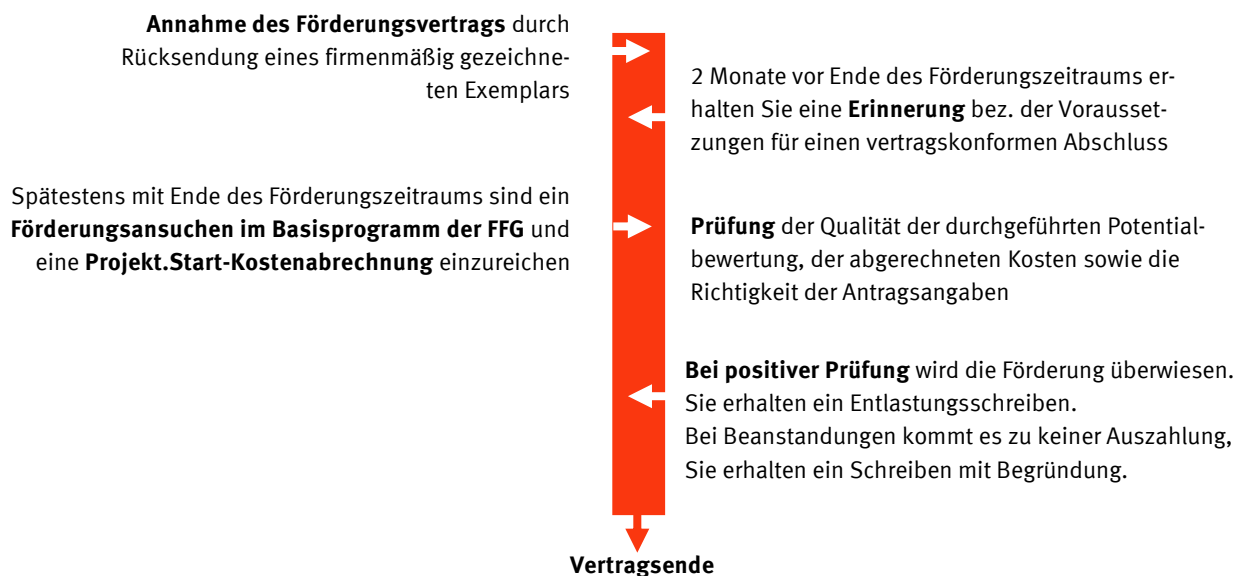 Annahme des Förderungsvertrags durch
Rücksendung eines firmenmäßig gezeichne-
ten Exemplars
2 Monate vor Ende des Förderungszeitraums er-
halten Sie eine Erinnerung bez. der Vorausset-
zungen für einen vertragskonformen Abschluss
Spätestens mit Ende des Förderungszeitraums sind ein
Förderungsansuchen im Basisprogramm der FFG und
eine Projekt.Start-Kostenabrechnung einzureichen
Prüfung der Qualität der durchgeführten Potential-
bewertung, der abgerechneten Kosten sowie die
Richtigkeit der Antragsangaben
Bei positiver Prüfung wird die Förderung überwiesen.
Sie erhalten ein Entlastungsschreiben.
Bei Beanstandungen kommt es zu keiner Auszahlung,
Sie erhalten ein Schreiben mit Begründung.
Vertragsende